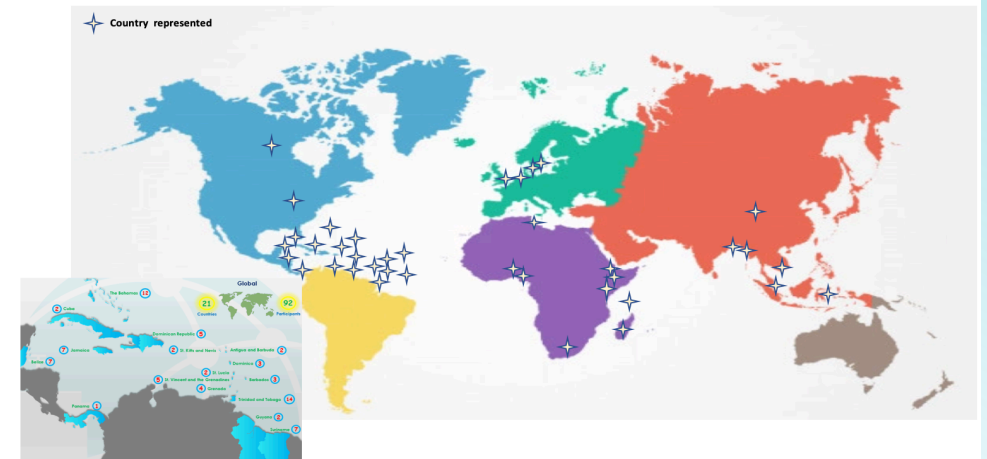 Country represented
Global
The Bahamas 12
21
92
Countries
Participants
2 Cuba
Dominican Republic 5
7 Jamaica
2 St. Kitts and Nevis
Antigua and Barbuda 2
Belize 7
Dominica 3
2 St. Lucia
5 St. Vincent and the Grenadines
Barbados 3
4 Grenada
Panama 1
Trinidad and Tobago 14
Guyana 2
Suriname 7